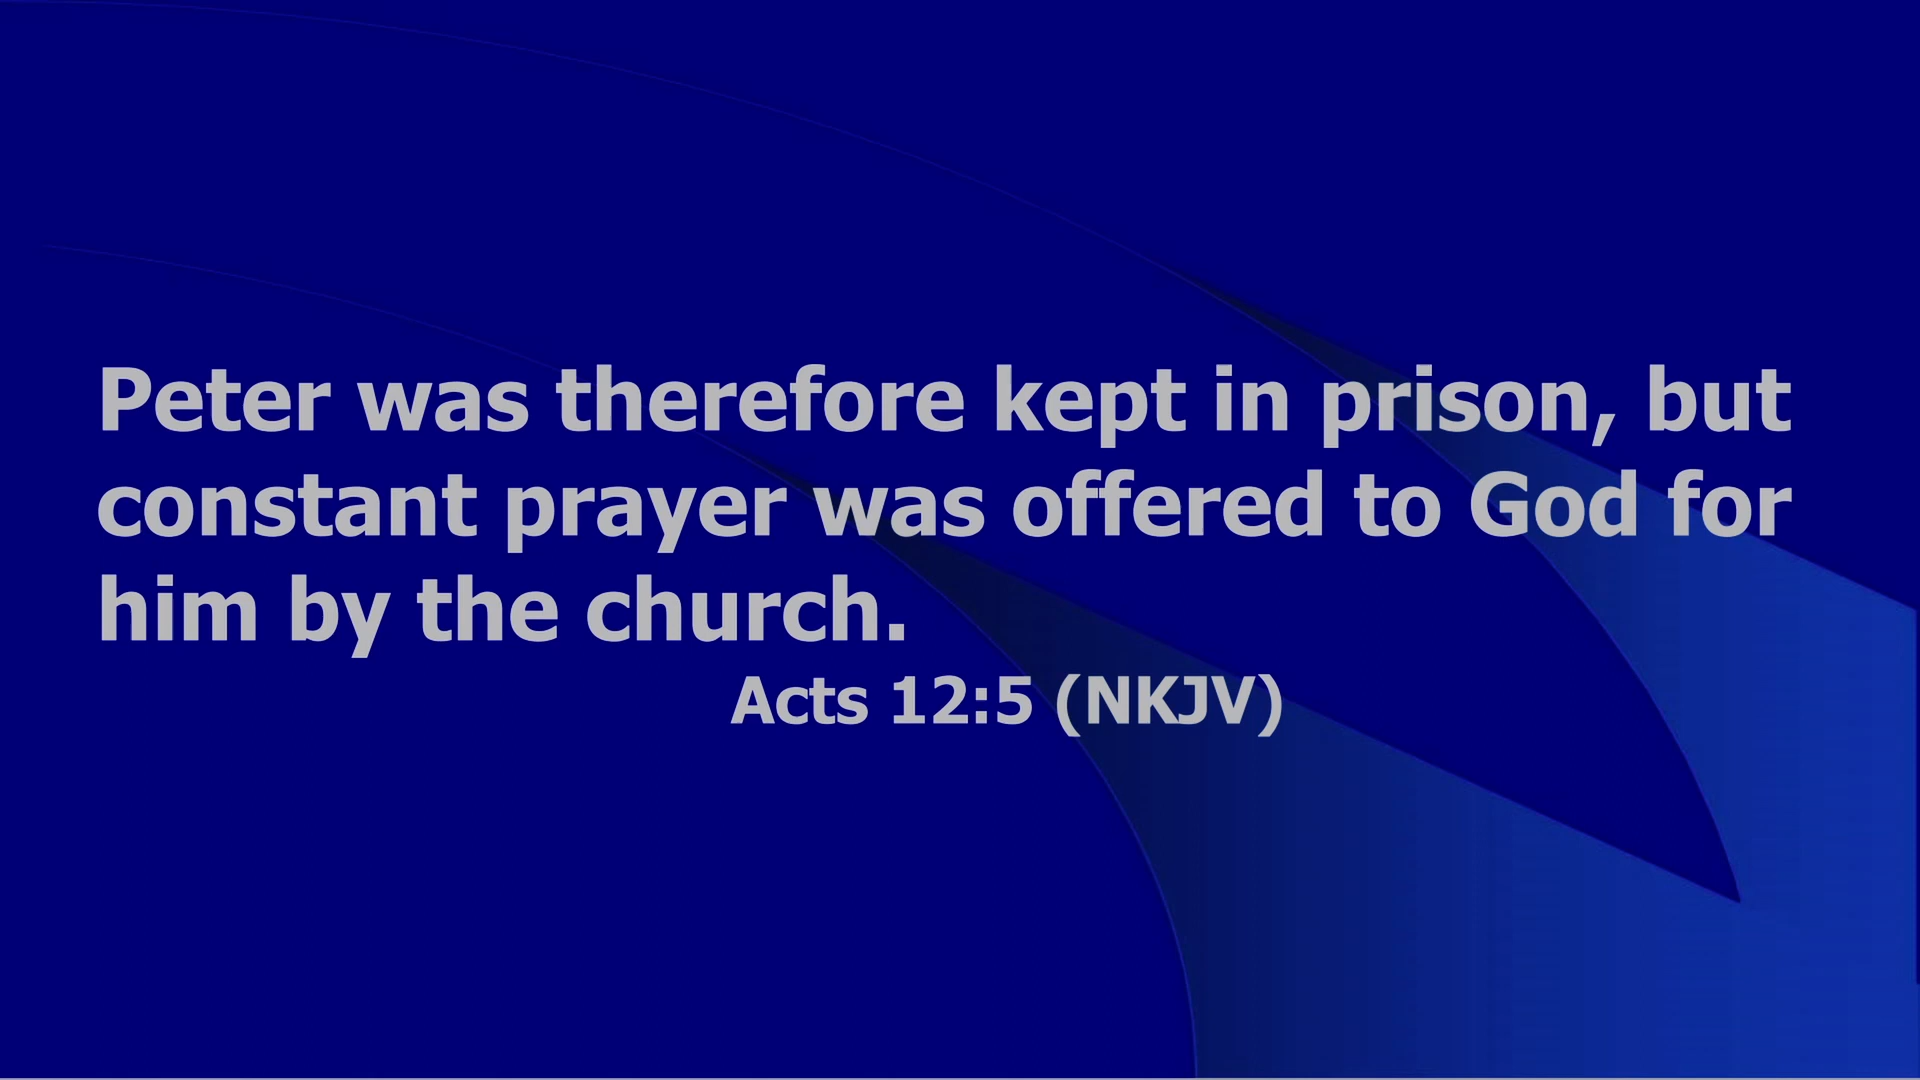 Peter was therefore kept in prison, but
constant prayer was offered to God for
him by the church.
Acts 12:5 (NKJV)